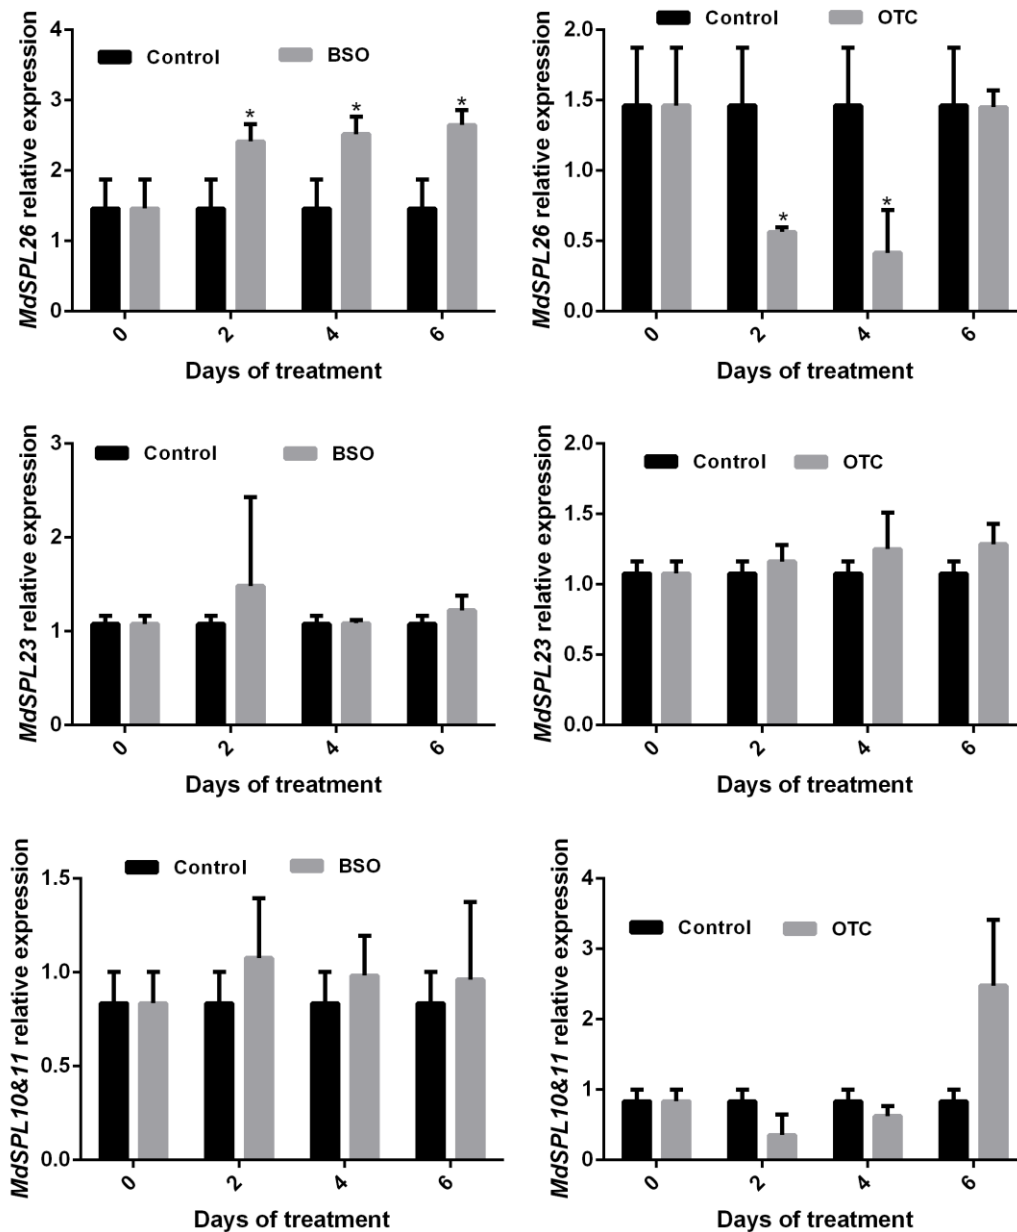 MdSPL26 relative expression
4
3
2
1
0
Control
BSO
*
*
*
0
2
4
6
Days of treatment
MdSPL26 relative expression
2.0
1.5
1.0
0.5
0.0
Control
OTC
*
*
0
2
4
6
Days of treatment
MdSPL23 relative expression
3
2
1
0
Control
BSO
0
2
4
6
Days of treatment
MdSPL23 relative expression
2.0
1.5
1.0
0.5
0.0
Control
OTC
0
2
4
6
Days of treatment
MdSPL10&11 relative expression
1.5
1.0
0.5
0.0
Control
BSO
0
2
4
6
Days of treatment
MdSPL10&11 relative expression
4
3
2
1
0
Control
OTC
0
2
4
6
Days of treatment